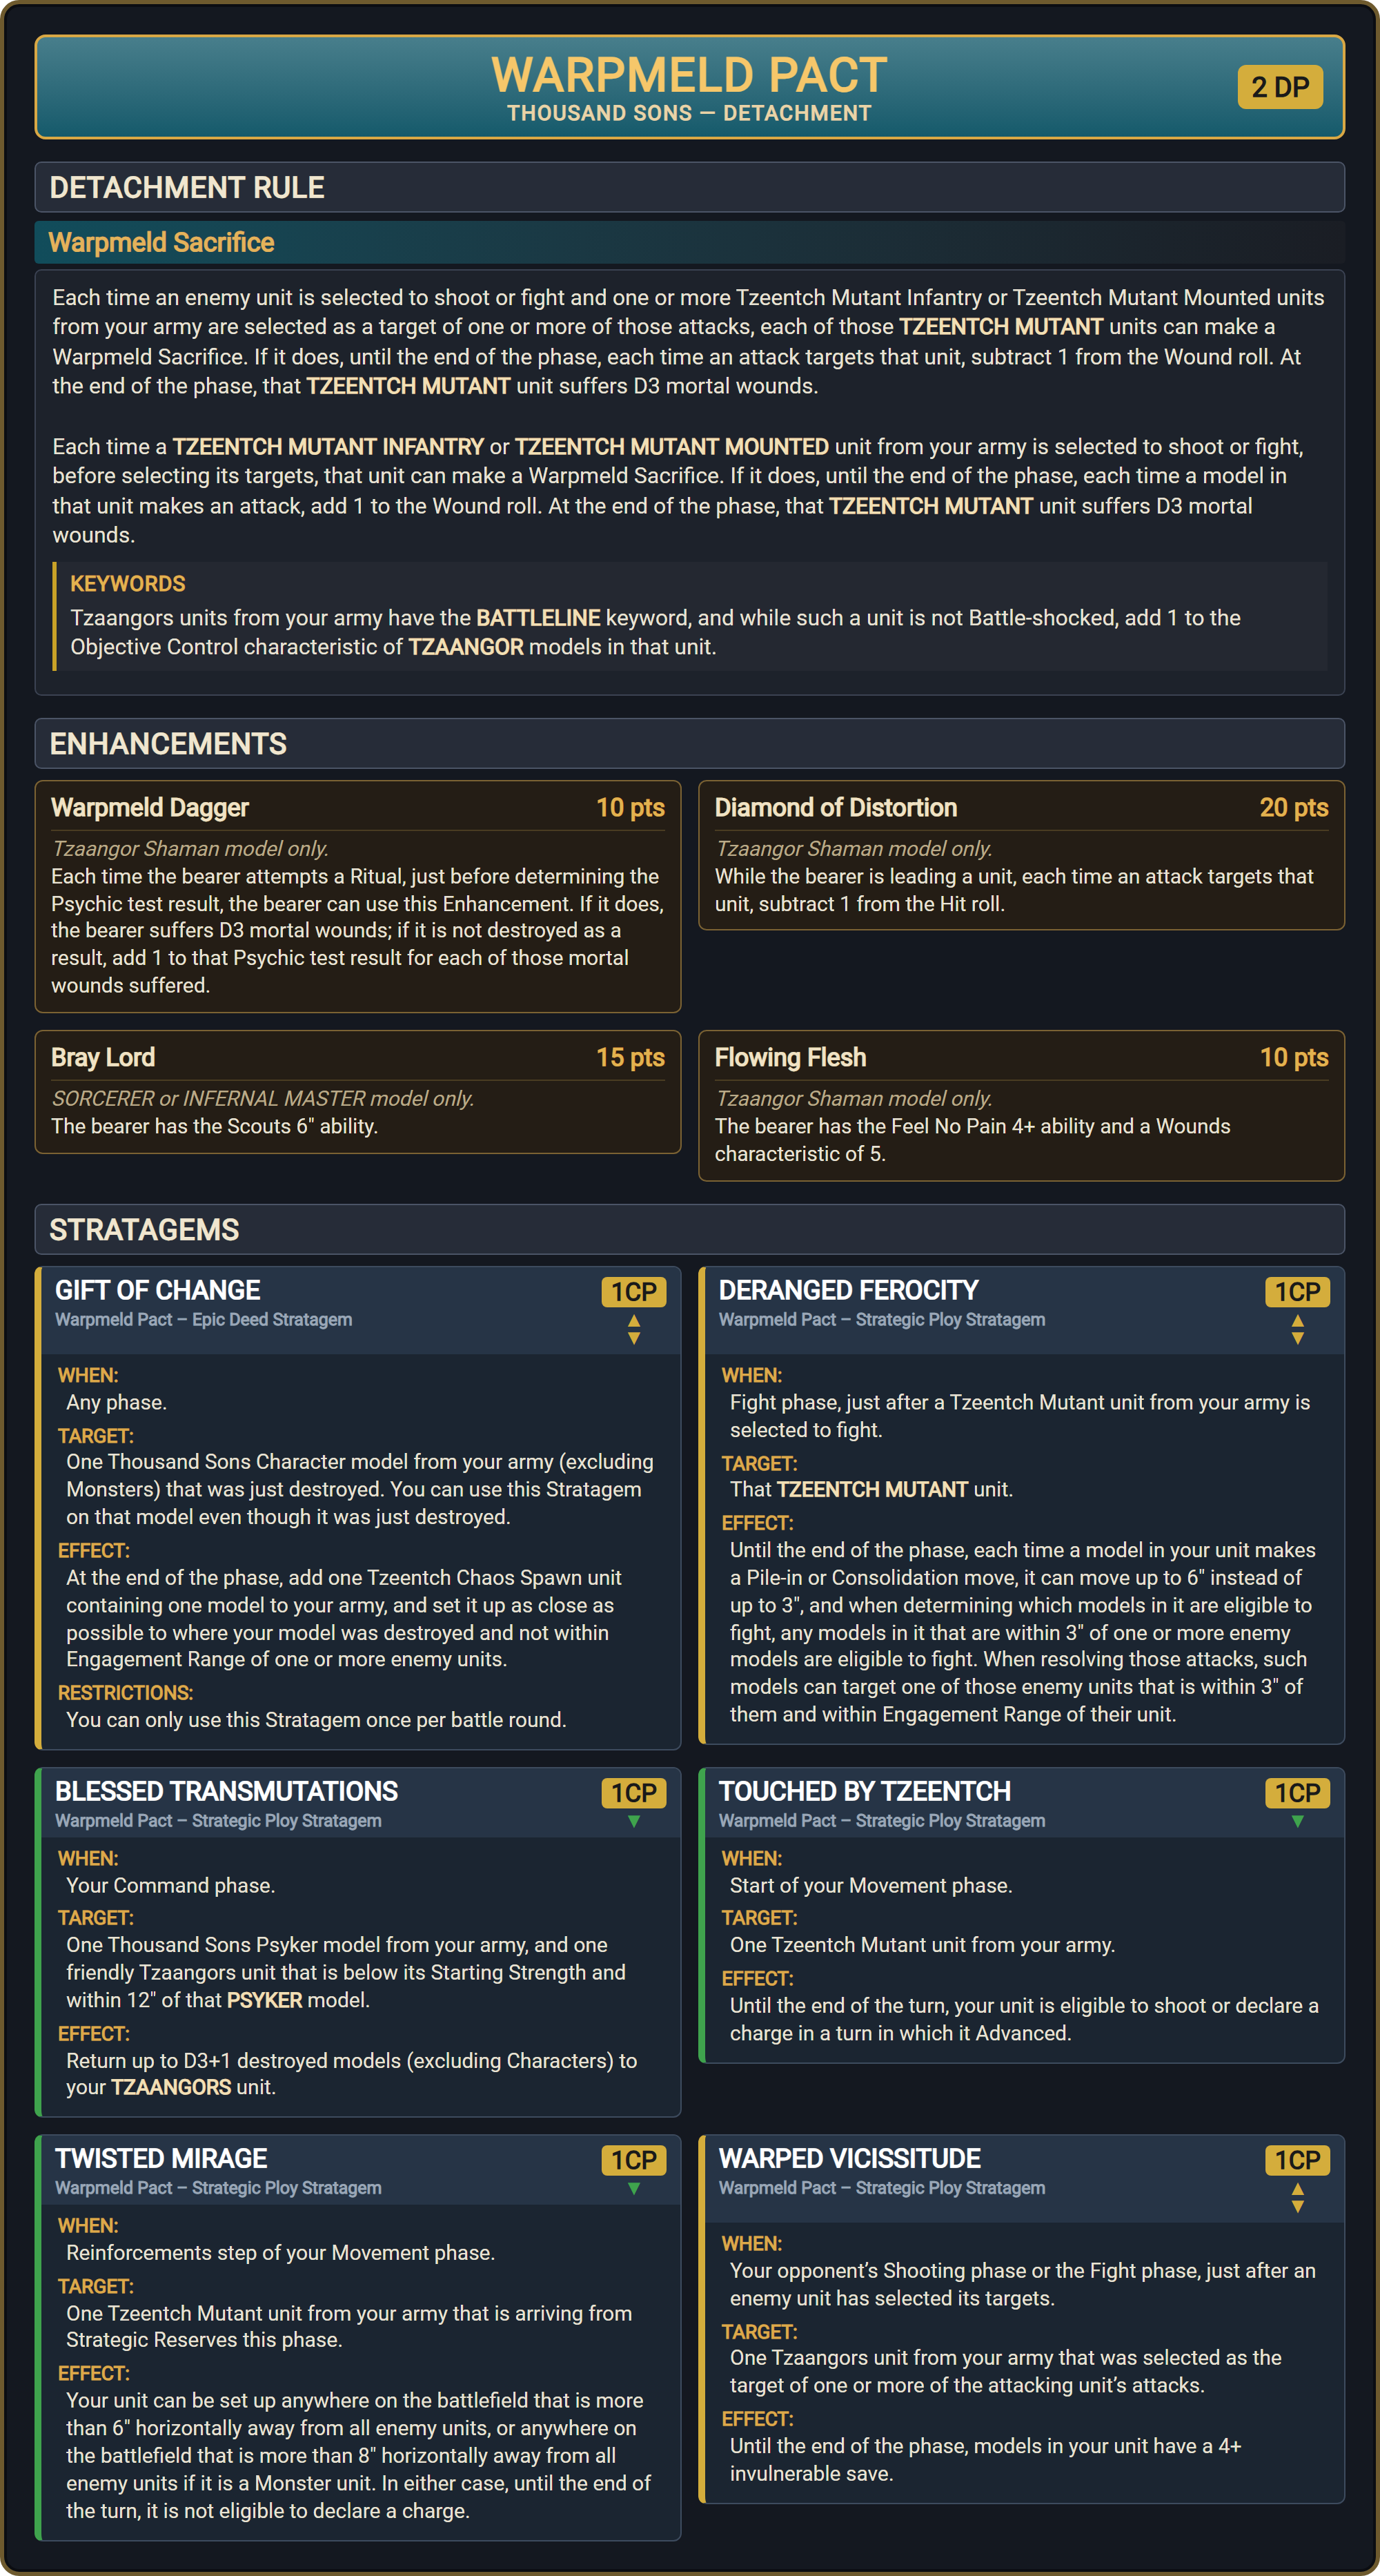 WARPMELD PACT
THOUSAND SONS — DETACHMENT
2 DP
DETACHMENT RULE
Warpmeld Sacrifice
Each time an enemy unit is selected to shoot or fight and one or more Tzeentch Mutant Infantry or Tzeentch Mutant Mounted units
from your army are selected as a target of one or more of those attacks, each of those TZEENTCH MUTANT units can make a
Warpmeld Sacrifice. If it does, until the end of the phase, each time an attack targets that unit, subtract 1 from the Wound roll. At
the end of the phase, that TZEENTCH MUTANT unit suffers D3 mortal wounds.
Each time a TZEENTCH MUTANT INFANTRY or TZEENTCH MUTANT MOUNTED unit from your army is selected to shoot or fight,
before selecting its targets, that unit can make a Warpmeld Sacrifice. If it does, until the end of the phase, each time a model in
that unit makes an attack, add 1 to the Wound roll. At the end of the phase, that TZEENTCH MUTANT unit suffers D3 mortal
wounds.
KEYWORDS
Tzaangors units from your army have the BATTLELINE keyword, and while such a unit is not Battle-shocked, add 1 to the
Objective Control characteristic of TZAANGOR models in that unit.
ENHANCEMENTS
Warpmeld Dagger 10 pts
Tzaangor Shaman model only.
Each time the bearer attempts a Ritual, just before determining the
Psychic test result, the bearer can use this Enhancement. If it does,
the bearer suffers D3 mortal wounds; if it is not destroyed as a
result, add 1 to that Psychic test result for each of those mortal
wounds suffered.
Diamond of Distortion 20 pts
Tzaangor Shaman model only.
While the bearer is leading a unit, each time an attack targets that
unit, subtract 1 from the Hit roll.
Bray Lord 15 pts
SORCERER or INFERNAL MASTER model only.
The bearer has the Scouts 6" ability.
Flowing Flesh 10 pts
Tzaangor Shaman model only.
The bearer has the Feel No Pain 4+ ability and a Wounds
characteristic of 5.
STRATAGEMS
GIFT OF CHANGE 1CP
Warpmeld Pact – Epic Deed Stratagem
▲
▼
WHEN:
Any phase.
TARGET:
One Thousand Sons Character model from your army (excluding
Monsters) that was just destroyed. You can use this Stratagem
on that model even though it was just destroyed.
EFFECT:
At the end of the phase, add one Tzeentch Chaos Spawn unit
containing one model to your army, and set it up as close as
possible to where your model was destroyed and not within
Engagement Range of one or more enemy units.
RESTRICTIONS:
You can only use this Stratagem once per battle round.
DERANGED FEROCITY 1CP
Warpmeld Pact – Strategic Ploy Stratagem
▲
▼
WHEN:
Fight phase, just after a Tzeentch Mutant unit from your army is
selected to fight.
TARGET:
That TZEENTCH MUTANT unit.
EFFECT:
Until the end of the phase, each time a model in your unit makes
a Pile-in or Consolidation move, it can move up to 6" instead of
up to 3", and when determining which models in it are eligible to
fight, any models in it that are within 3" of one or more enemy
models are eligible to fight. When resolving those attacks, such
models can target one of those enemy units that is within 3" of
them and within Engagement Range of their unit.
BLESSED TRANSMUTATIONS 1CP
Warpmeld Pact – Strategic Ploy Stratagem
▼
WHEN:
Your Command phase.
TARGET:
One Thousand Sons Psyker model from your army, and one
friendly Tzaangors unit that is below its Starting Strength and
within 12" of that PSYKER model.
EFFECT:
Return up to D3+1 destroyed models (excluding Characters) to
your TZAANGORS unit.
TOUCHED BY TZEENTCH 1CP
Warpmeld Pact – Strategic Ploy Stratagem
▼
WHEN:
Start of your Movement phase.
TARGET:
One Tzeentch Mutant unit from your army.
EFFECT:
Until the end of the turn, your unit is eligible to shoot or declare a
charge in a turn in which it Advanced.
TWISTED MIRAGE 1CP
Warpmeld Pact – Strategic Ploy Stratagem
▼
WHEN:
Reinforcements step of your Movement phase.
TARGET:
One Tzeentch Mutant unit from your army that is arriving from
Strategic Reserves this phase.
EFFECT:
Your unit can be set up anywhere on the battlefield that is more
than 6" horizontally away from all enemy units, or anywhere on
the battlefield that is more than 8" horizontally away from all
enemy units if it is a Monster unit. In either case, until the end of
the turn, it is not eligible to declare a charge.
WARPED VICISSITUDE 1CP
Warpmeld Pact – Strategic Ploy Stratagem
▲
▼
WHEN:
Your opponent’s Shooting phase or the Fight phase, just after an
enemy unit has selected its targets.
TARGET:
One Tzaangors unit from your army that was selected as the
target of one or more of the attacking unit’s attacks.
EFFECT:
Until the end of the phase, models in your unit have a 4+
invulnerable save.